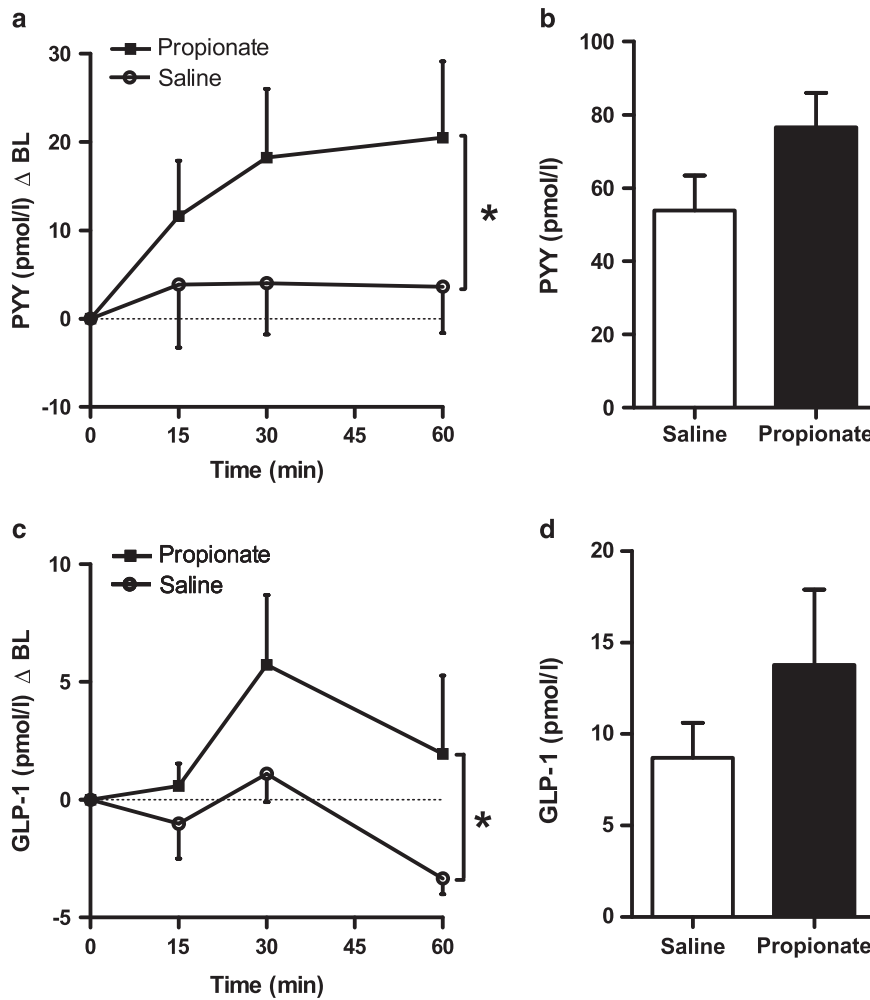 a
Propionate
Saline
30
20
10
0
-10
PYY (pmol/l) Δ BL
0 15 30 45 60
Time (min)
*
b
100
80
60
40
20
0
PYY (pmol/l)
Saline Propionate
c
Propionate
Saline
10
5
0
-5
GLP-1 (pmol/l) Δ BL
0 15 30 45 60
Time (min)
*
d
20
15
10
5
0
GLP-1 (pmol/l)
Saline Propionate